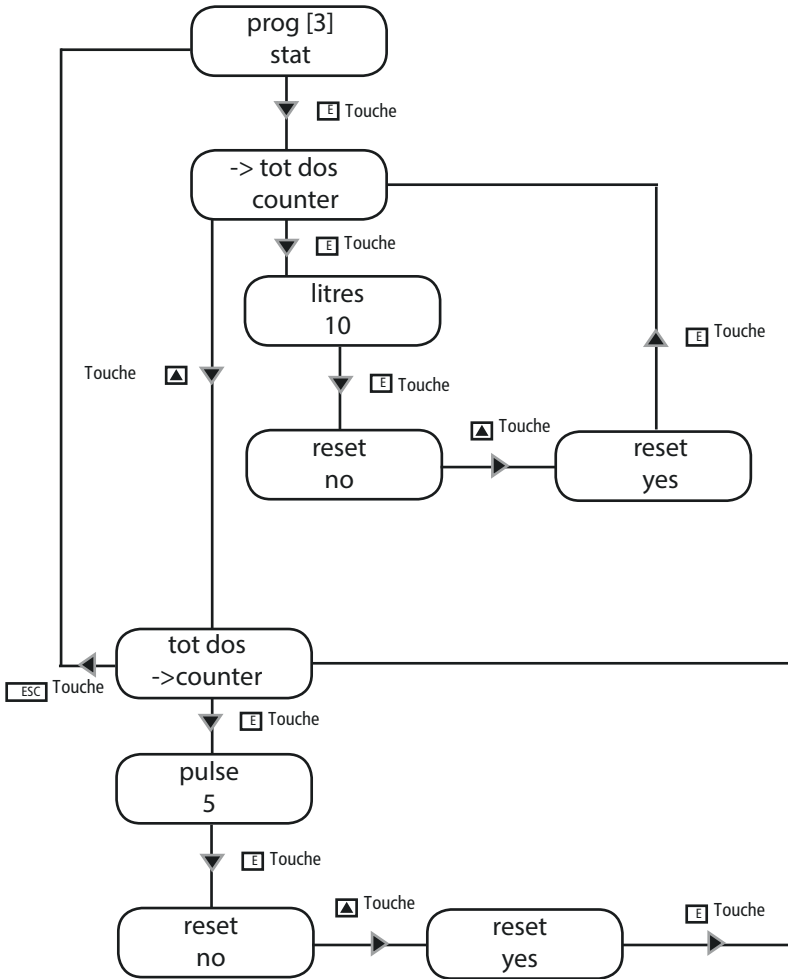 prog [3]
stat
E Touche
-> tot dos
counter
E Touche
litres
10
E Touche
Touche
E Touche
Touche
reset
no
reset
yes
tot dos
->counter
ESC Touche
E Touche
pulse
5
E Touche
reset
no
Touche
reset
yes
E Touche